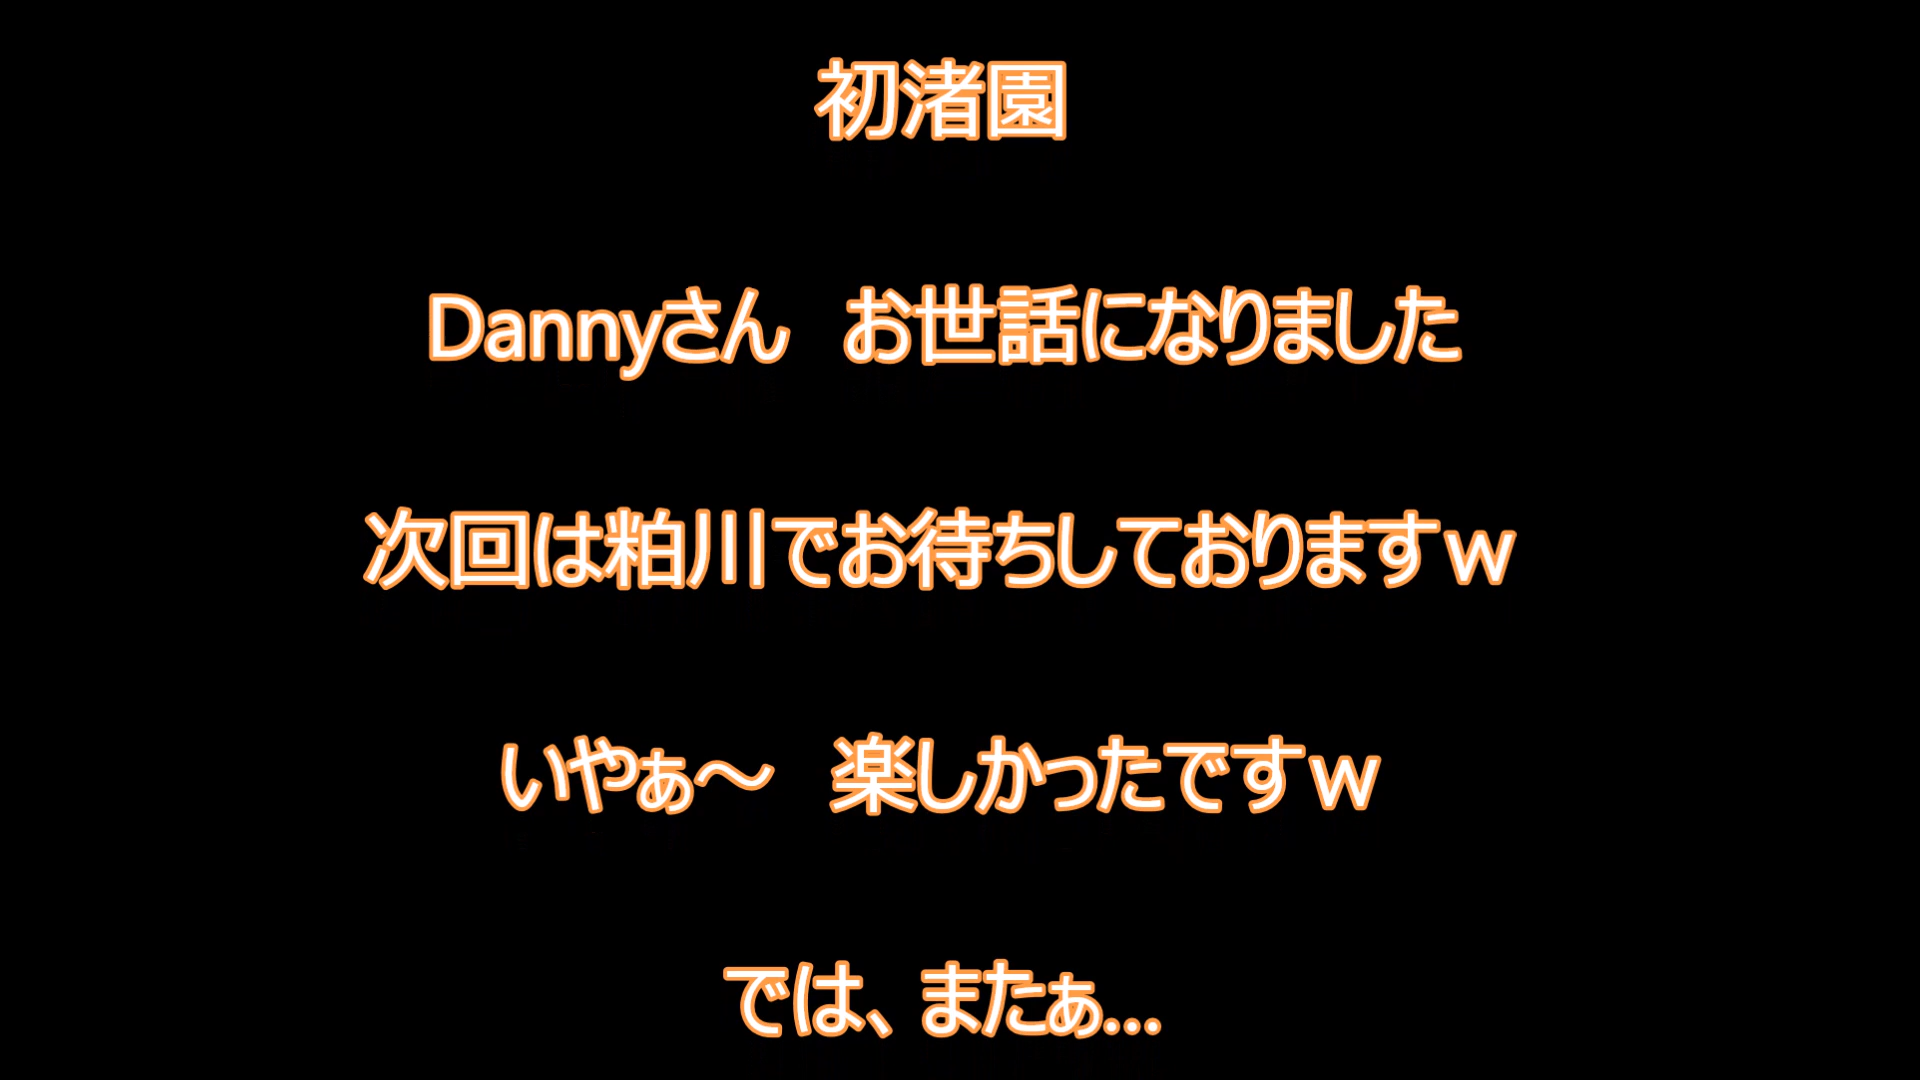 初渚園
Dannyさん　お世話になりました
次回は粕川でお待ちしておりますｗ
いやぁ～　楽しかったですｗ
では、またぁ…